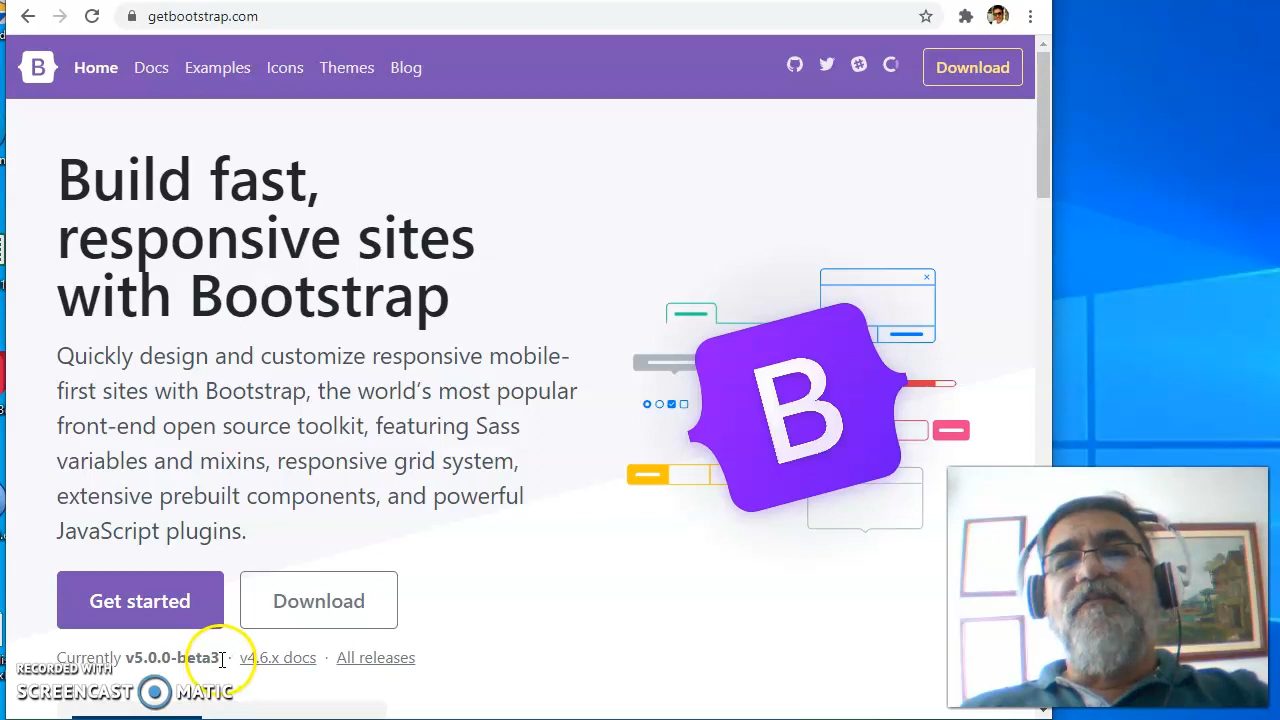 getbootstrap.com
B
Home Docs Examples Icons Themes Blog
Download
Build fast,
responsive sites
with Bootstrap
Quickly design and customize responsive mobile-
first sites with Bootstrap, the world's most popular
front-end open source toolkit, featuring Sass
variables and mixins, responsive grid system,
extensive prebuilt components, and powerful
JavaScript plugins.
B
Get started
Download
Currently v5.0.0-beta3 · v4.6.x docs · All releases
RECORDED WITH
SCREENCAST MATIC